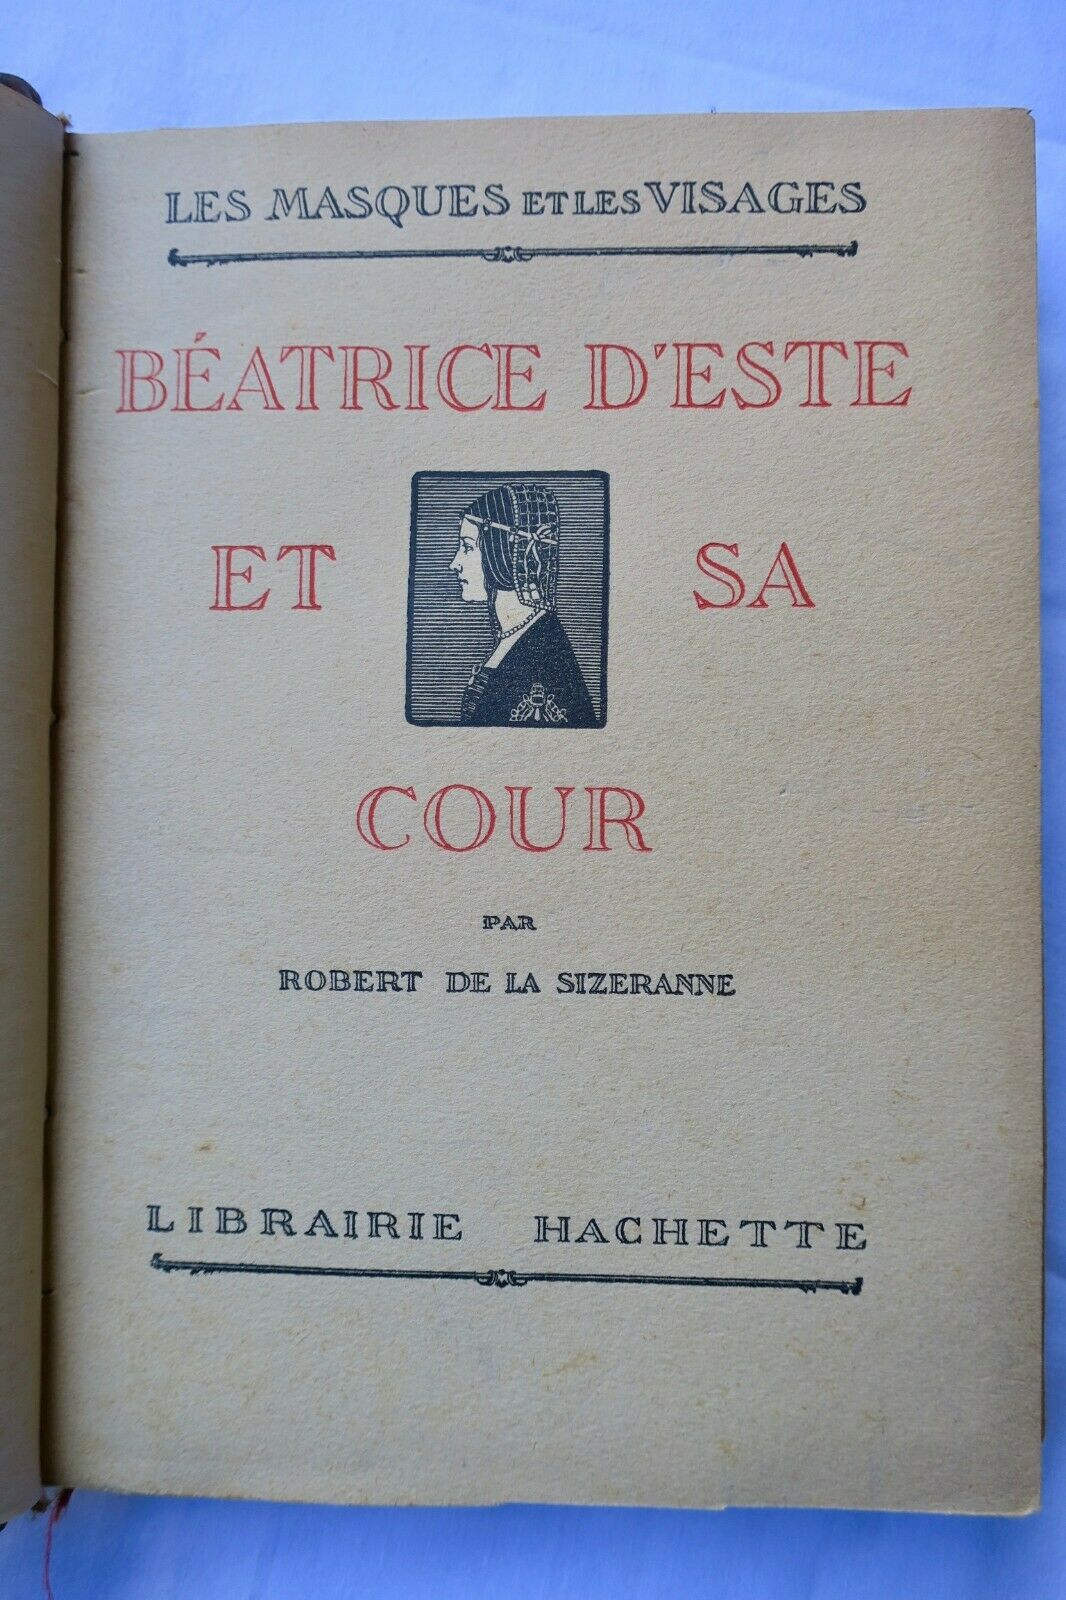 LES MASQUES ET LES VISAGES
BÉATRICE D'ESTE
ET SA
COUR
PAR
ROBERT DE LA SIZERANNE
LIBRAIRIE HACHETTE